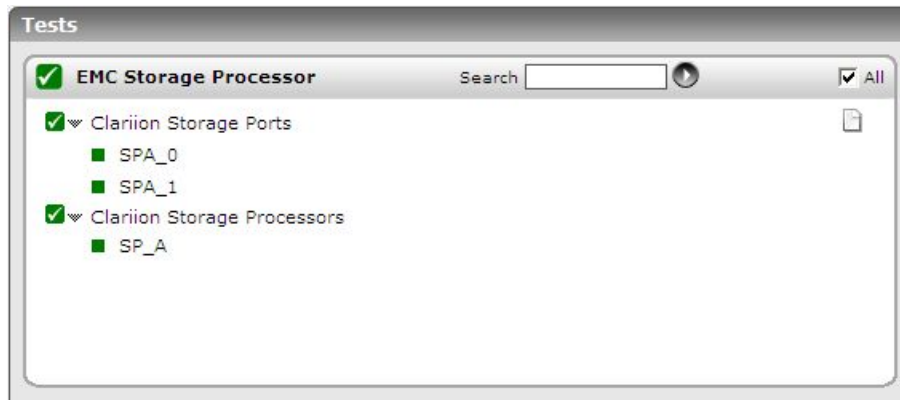 Tests
EMC Storage Processor Search All
Clariion Storage Ports
SPA_0
SPA_1
Clariion Storage Processors
SP_A